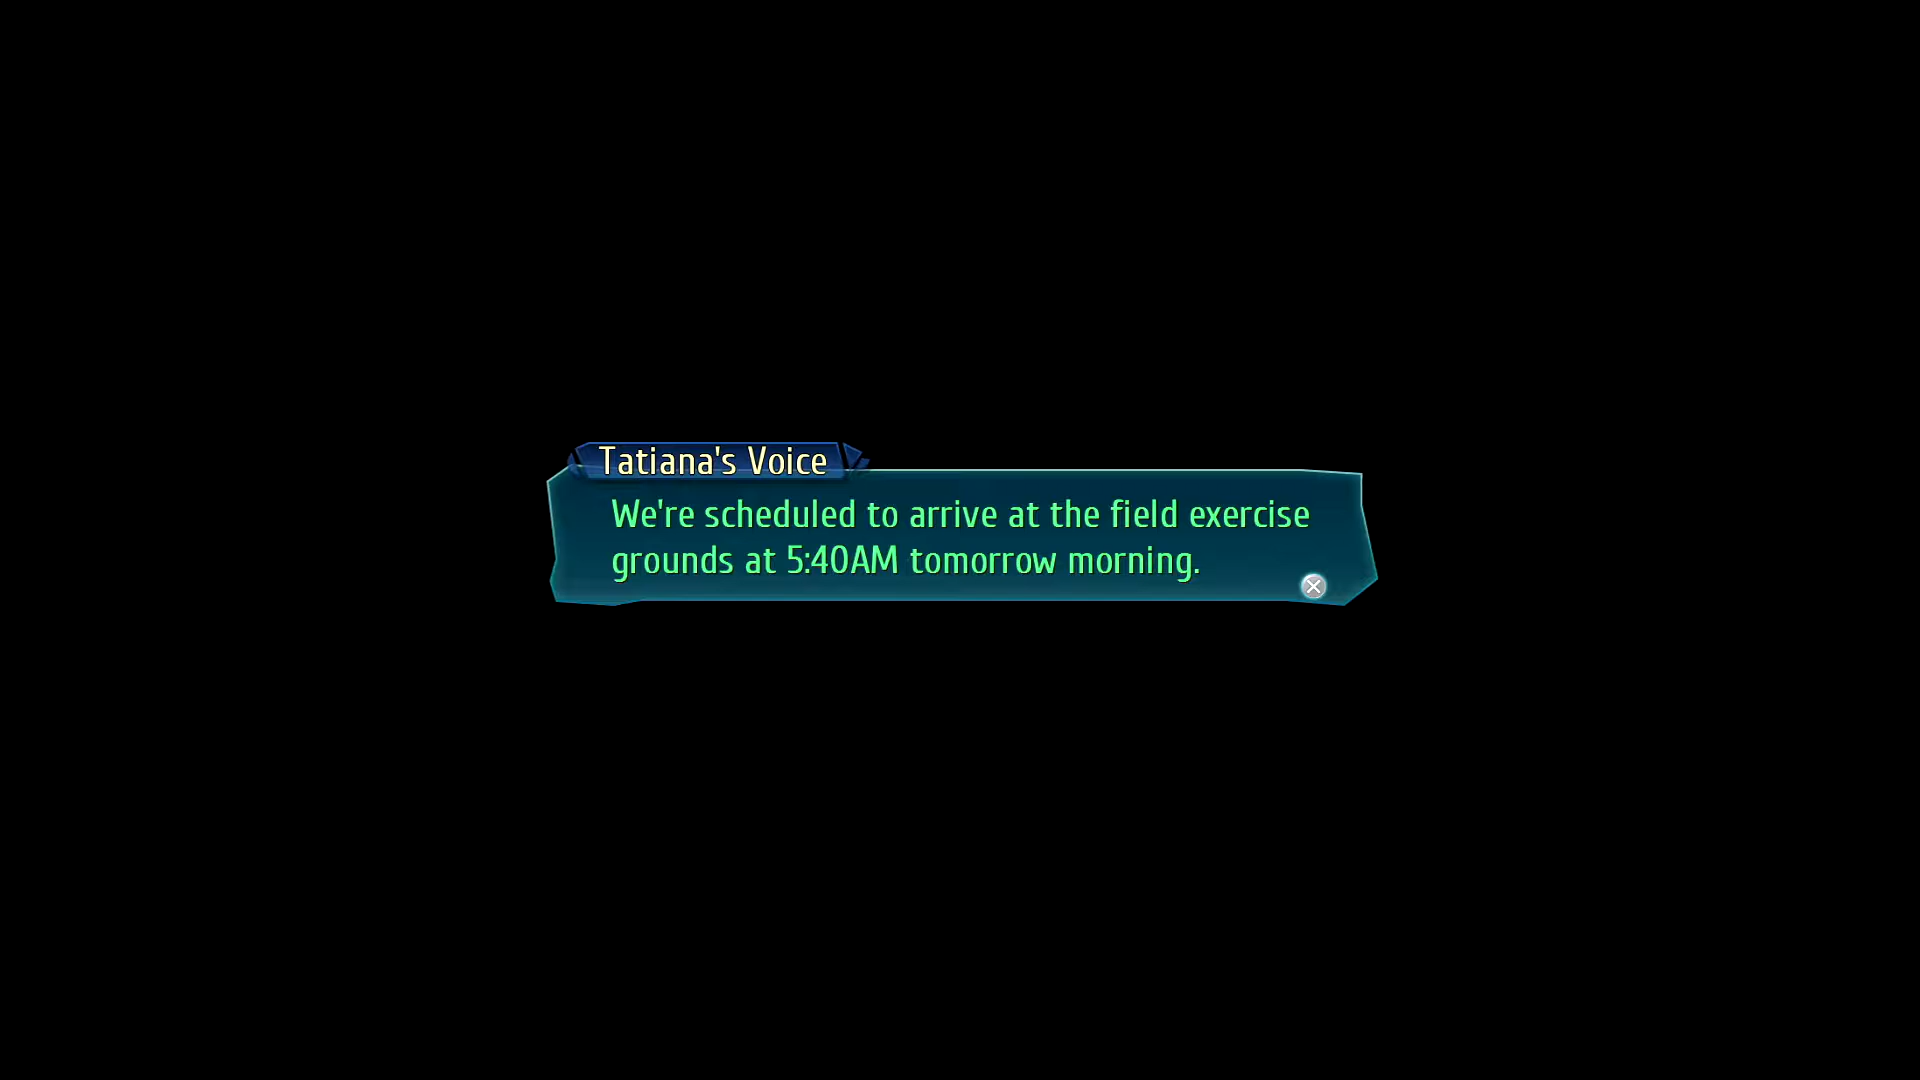 Tatiana's Voice
We're scheduled to arrive at the field exercise
grounds at 5:40AM tomorrow morning.